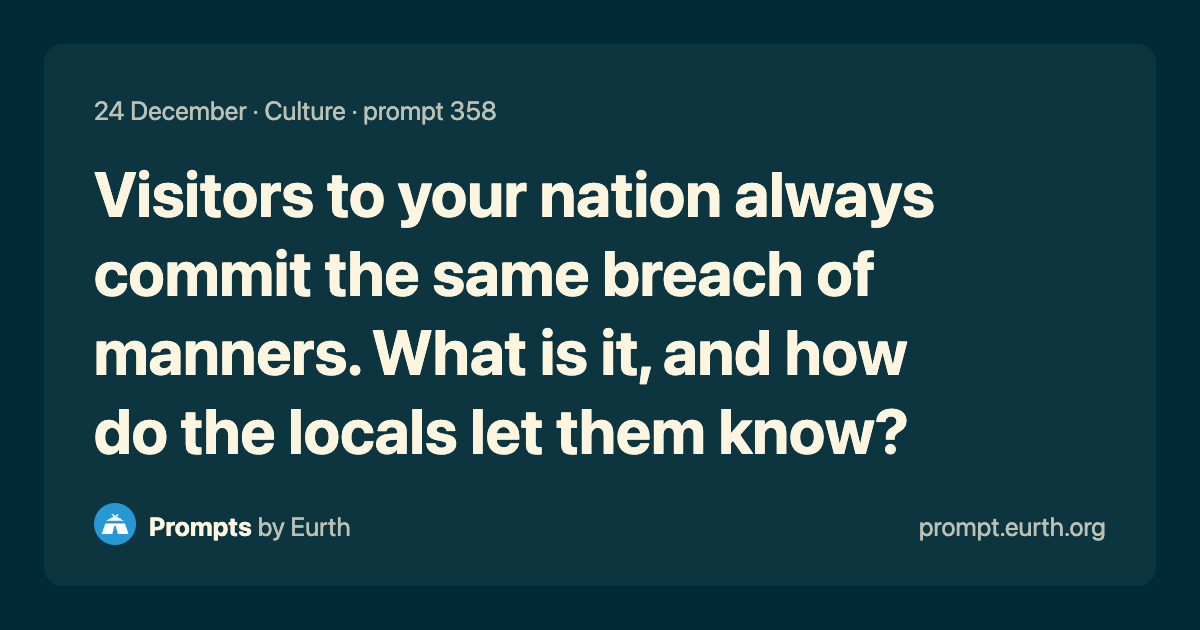 24 December · Culture · prompt 358
Visitors to your nation always
commit the same breach of
manners. What is it, and how
do the locals let them know?
Prompts by Eurth
prompt.eurth.org